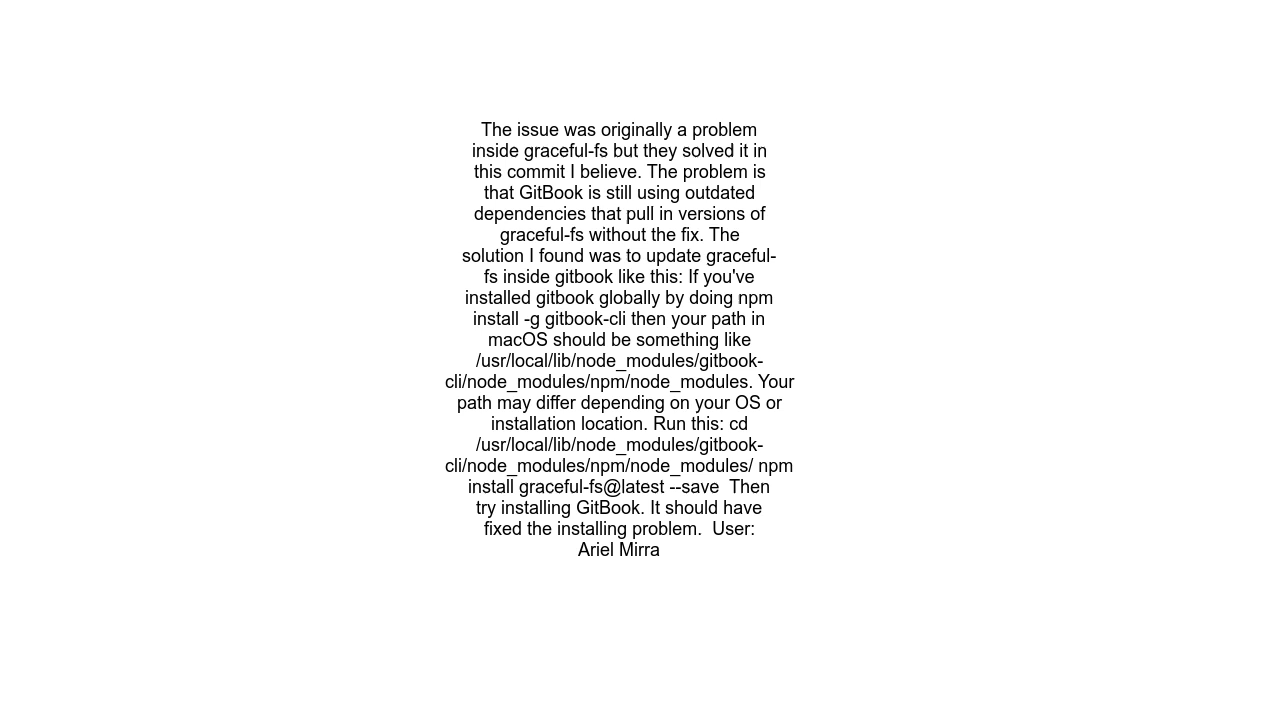 The issue was originally a problem
inside graceful-fs but they solved it in
this commit I believe. The problem is
that GitBook is still using outdated
dependencies that pull in versions of
graceful-fs without the fix. The
solution I found was to update graceful-
fs inside gitbook like this: If you've
installed gitbook globally by doing npm
install -g gitbook-cli then your path in
macOS should be something like
/usr/local/lib/node_modules/gitbook-
cli/node_modules/npm/node_modules. Your
path may differ depending on your OS or
installation location. Run this: cd
/usr/local/lib/node_modules/gitbook-
cli/node_modules/npm/node_modules/ npm
install graceful-fs@latest --save  Then
try installing GitBook. It should have
fixed the installing problem.  User:
Ariel Mirra